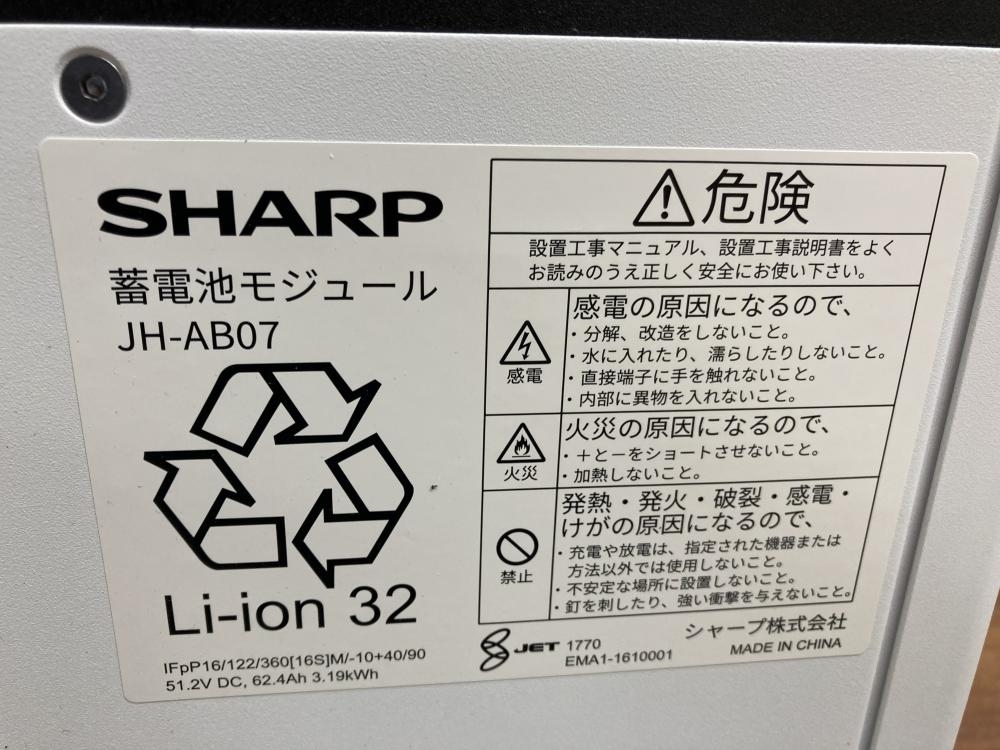 SHARP
蓄電池モジュール
JH-AB07
Li-ion 32
IFpP16/122/360[16S]M/-10+40/90
51.2V DC, 62.4Ah 3.19kWh
危険
設置工事マニュアル、設置工事説明書をよく
お読みのうえ正しく安全にお使い下さい。
感電
感電の原因になるので、
・分解、改造をしないこと。
・水に入れたり、濡らしたりしないこと。
・直接端子に手を触れないこと。
・内部に異物を入れないこと。
火災
火災の原因になるので、
・＋とーをショートさせないこと。
・加熱しないこと。
禁止
発熱・発火・破裂・感電・
けがの原因になるので、
・充電や放電は、指定された機器または
方法以外では使用しないこと。
・不安定な場所に設置しないこと。
・釘を刺したり、強い衝撃を与えないこと。
JET 1770
EMA1-1610001
シャープ株式会社
MADE IN CHINA